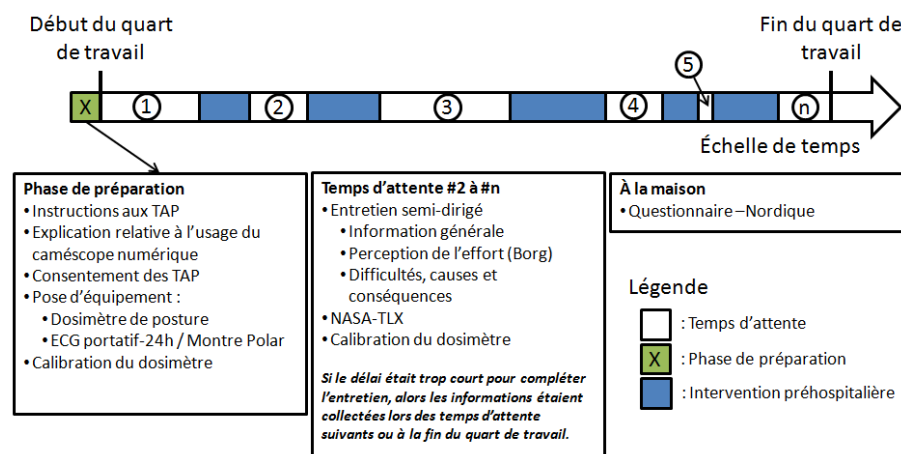 Début du quart
de travail
Fin du quart de
travail
X
1
2
3
4
5
n
Échelle de temps
Phase de préparation
•Instructions aux TAP
•Explication relative à l'usage du
caméscope numérique
•Consentement des TAP
•Pose d'équipement :
•Dosimètre de posture
•ECG portatif-24h / Montre Polar
•Calibration du dosimètre
Temps d'attente #2 à #n
•Entretien semi-dirigé
•Information générale
•Perception de l'effort (Borg)
•Difficultés, causes et
conséquences
•NASA-TLX
•Calibration du dosimètre
Si le délai était trop court pour compléter
l'entretien, alors les informations étaient
collectées lors des temps d'attente
suivants ou à la fin du quart de travail.
À la maison
•Questionnaire –Nordique
Légende
: Temps d'attente
X : Phase de préparation
: Intervention préhospitalière